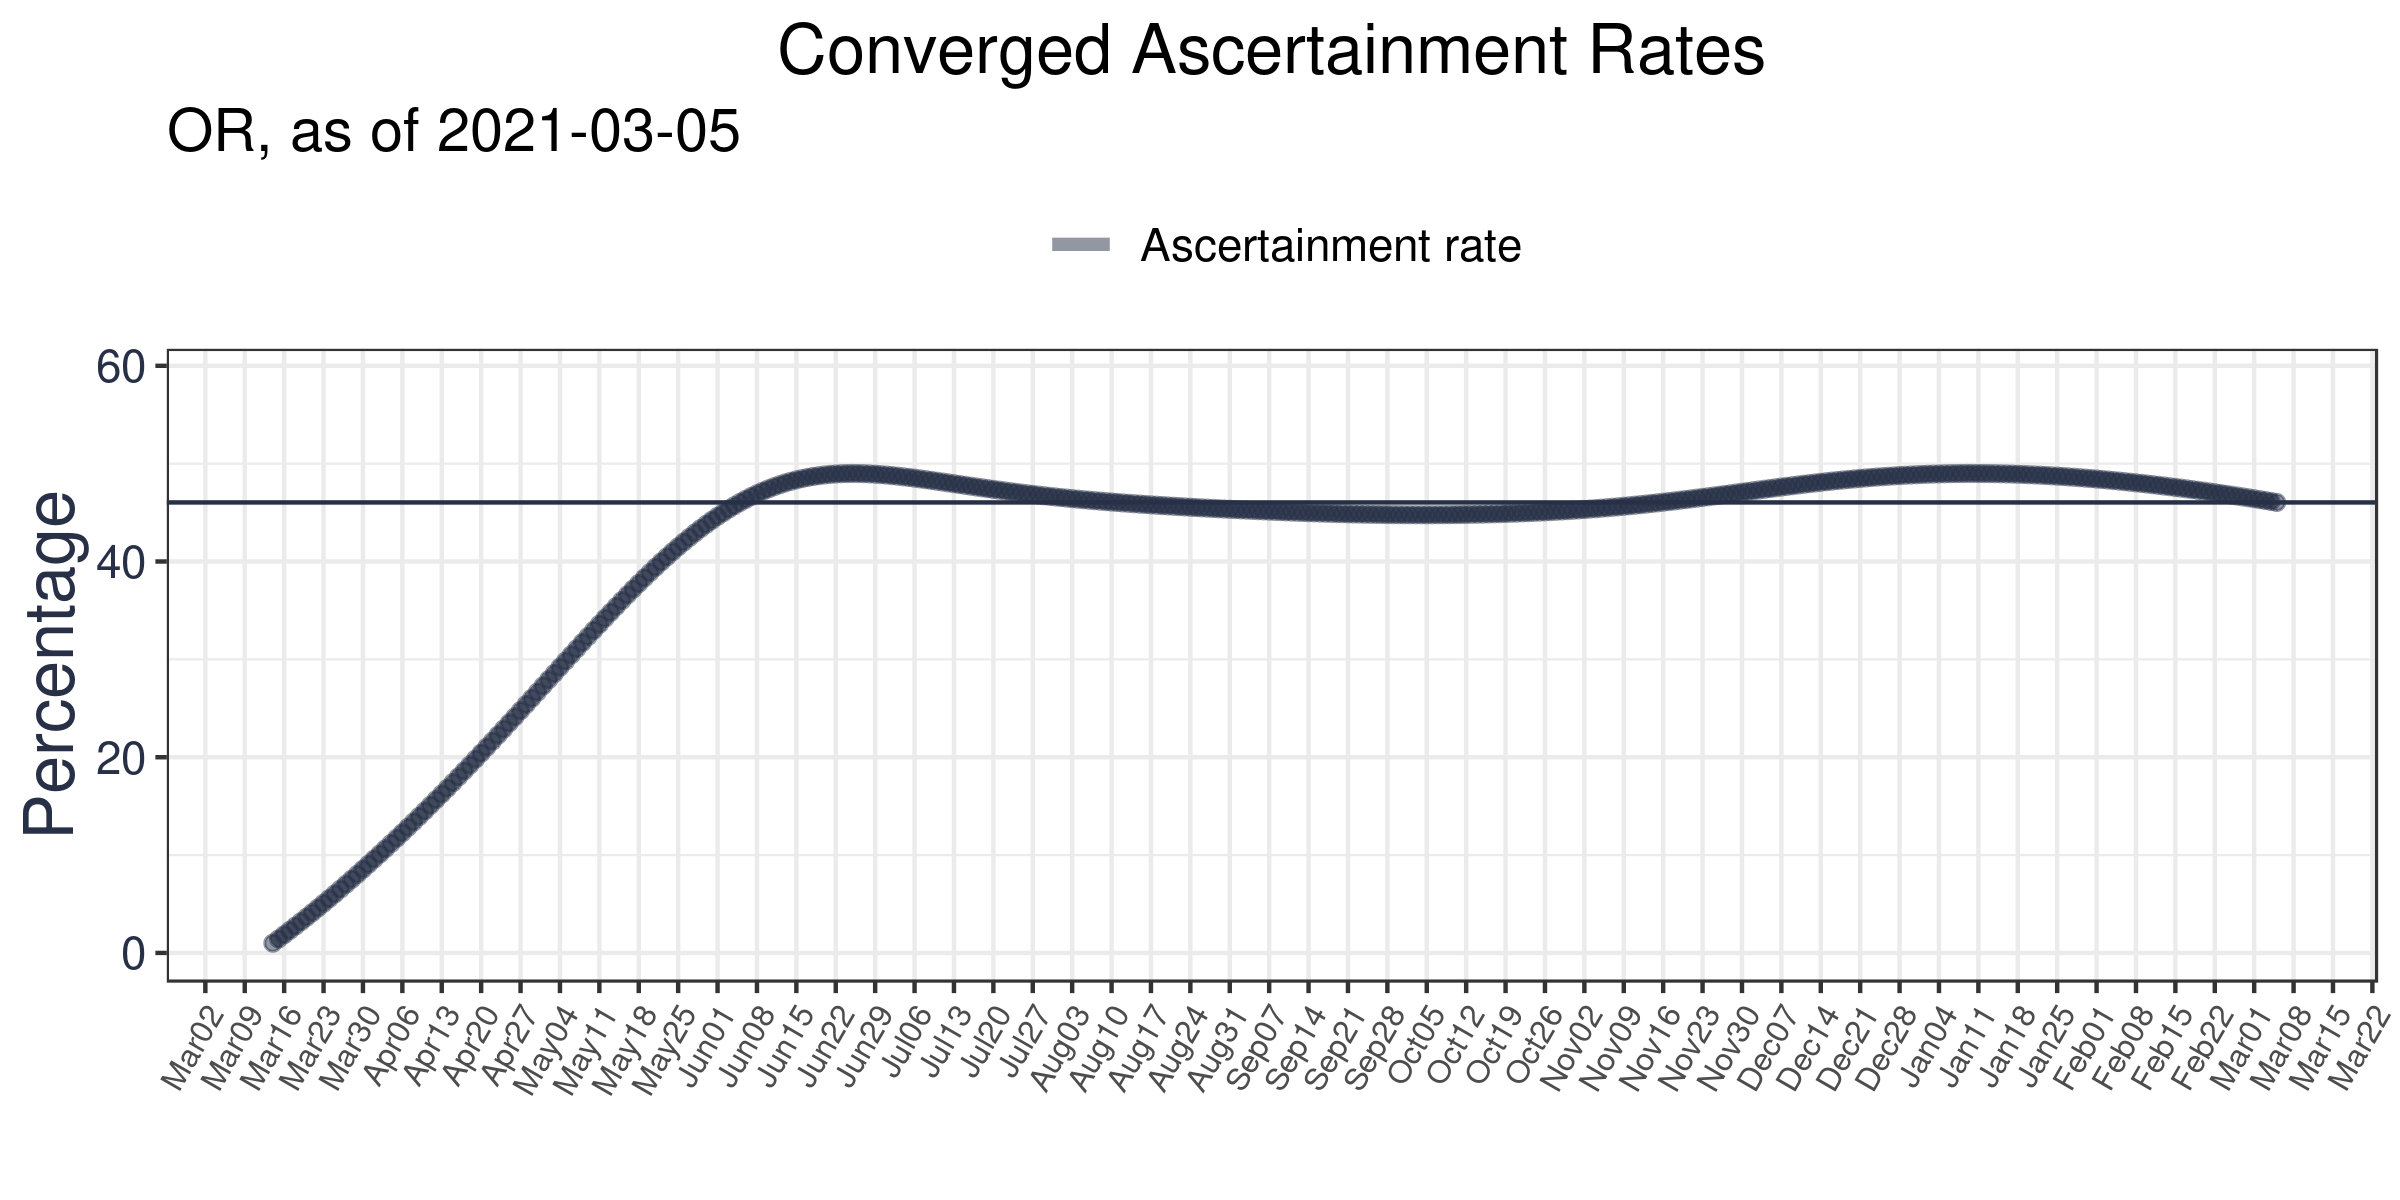 Converged Ascertainment Rates
OR, as of 2021-03-05
Ascertainment rate
Percentage
60
40
20
0
Mar02 Mar09 Mar16 Mar23 Mar30 Apr06 Apr13 Apr20 Apr27 May04 May11 May18 May25 Jun01 Jun08 Jun15 Jun22 Jun29 Jul06 Jul13 Jul20 Jul27 Aug03 Aug10 Aug17 Aug24 Aug31 Sep07 Sep14 Sep21 Sep28 Oct05 Oct12 Oct19 Oct26 Nov02 Nov09 Nov16 Nov23 Nov30 Dec07 Dec14 Dec21 Dec28 Jan04 Jan11 Jan18 Jan25 Feb01 Feb08 Feb15 Feb22 Mar01 Mar08 Mar15 Mar22